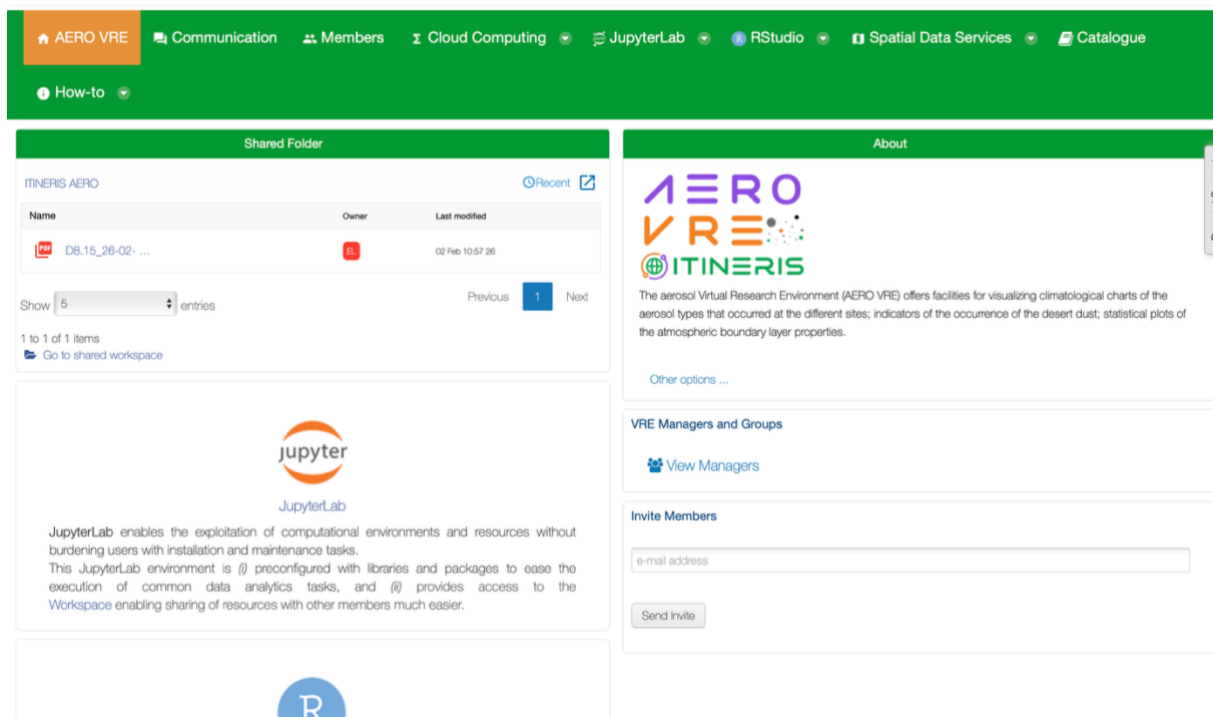 AERO VRE
Communication
Members
Cloud Computing
JupyterLab
RStudio
Spatial Data Services
Catalogue
How-to
Shared Folder
ITINERIS AERO
Recent
Name Owner Last modified
PDF D8.15_26-02- ... EL 02 Feb 10:57 26
Show 5 entries
Previous 1 Next
1 to 1 of 1 items
Go to shared workspace
jupyter
JupyterLab
JupyterLab enables the exploitation of computational environments and resources without
burdening users with installation and maintenance tasks.
This JupyterLab environment is (i) preconfigured with libraries and packages to ease the
execution of common data analytics tasks, and (ii) provides access to the
Workspace enabling sharing of resources with other members much easier.
R
About
AERO
VRE
ITINERIS
The aerosol Virtual Research Environment (AERO VRE) offers facilities for visualizing climatological charts of the
aerosol types that occurred at the different sites; indicators of the occurrence of the desert dust; statistical plots of
the atmospheric boundary layer properties.
Other options ...
VRE Managers and Groups
View Managers
Invite Members
e-mail address
Send Invite